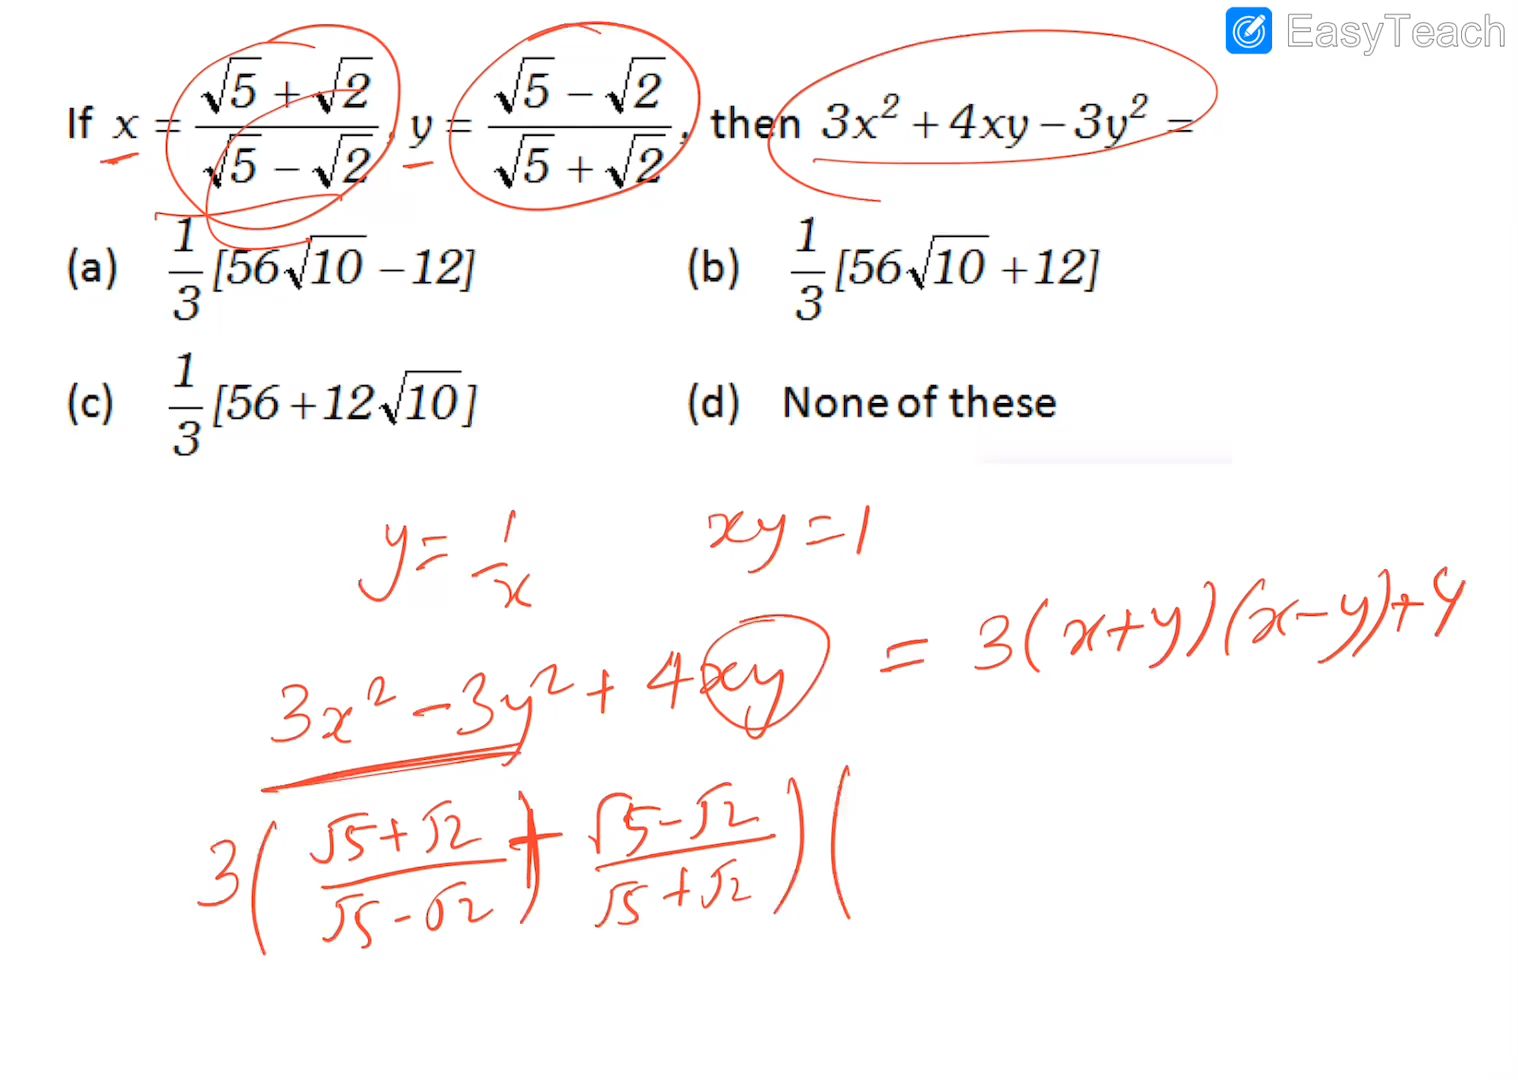 EasyTeach
If x = (√5 + √2)/(√5 − √2), y = (√5 − √2)/(√5 + √2), then 3x² + 4xy − 3y² =
(a) 1/3 [56√10 − 12] (b) 1/3 [56√10 + 12]
(c) 1/3 [56 + 12√10] (d) None of these
y = 1/x xy = 1
3x² − 3y² + 4xy = 3(x+y)(x−y)+4
3( (√5+√2)/(√5−√2) + (√5−√2)/(√5+√2) ) (